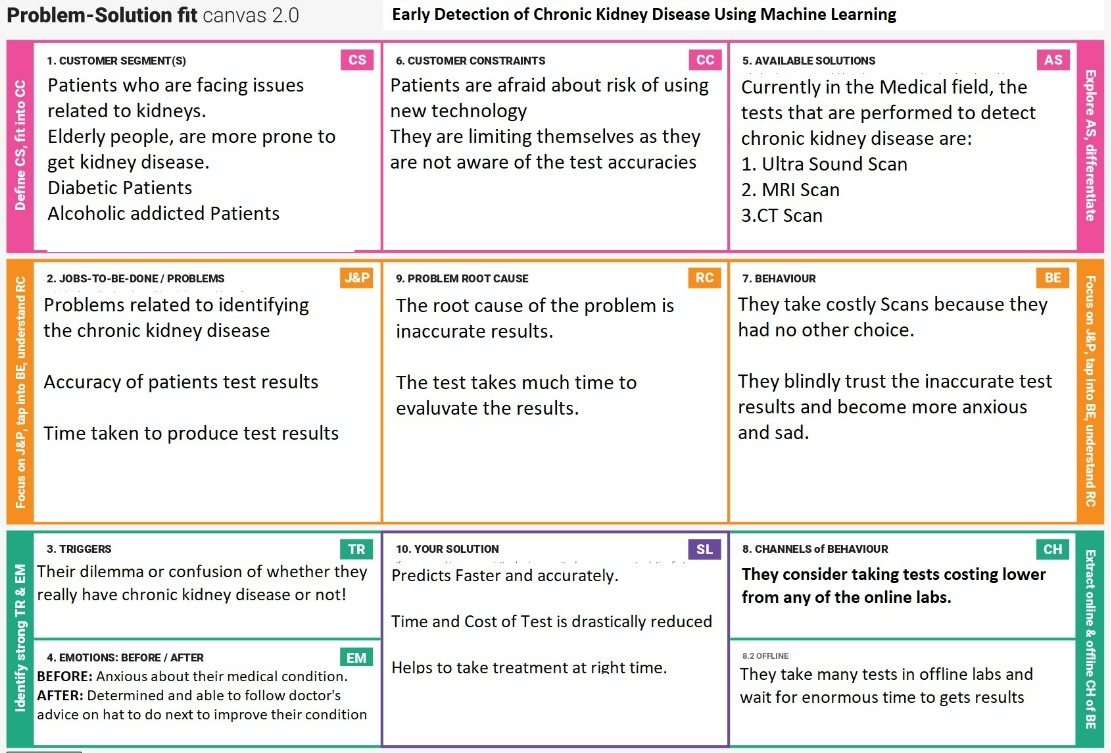 Problem-Solution fit canvas 2.0
Early Detection of Chronic Kidney Disease Using Machine Learning
Define CS, fit into CC
1. CUSTOMER SEGMENT(S)
CS
Patients who are facing issues
related to kidneys.
Elderly people, are more prone to
get kidney disease.
Diabetic Patients
Alcoholic addicted Patients
6. CUSTOMER CONSTRAINTS
CC
Patients are afraid about risk of using
new technology
They are limiting themselves as they
are not aware of the test accuracies
5. AVAILABLE SOLUTIONS
AS
Currently in the Medical field, the
tests that are performed to detect
chronic kidney disease are:
1. Ultra Sound Scan
2. MRI Scan
3.CT Scan
Explore AS, differentiate
Focus on J&P, tap into BE, understand RC
2. JOBS-TO-BE-DONE / PROBLEMS
J&P
Problems related to identifying
the chronic kidney disease
Accuracy of patients test results
Time taken to produce test results
9. PROBLEM ROOT CAUSE
RC
The root cause of the problem is
inaccurate results.
The test takes much time to
evaluvate the results.
7. BEHAVIOUR
BE
They take costly Scans because they
had no other choice.
They blindly trust the inaccurate test
results and become more anxious
and sad.
Focus on J&P, tap into BE, understand RC
Identify strong TR & EM
3. TRIGGERS
TR
Their dilemma or confusion of whether they
really have chronic kidney disease or not!
4. EMOTIONS: BEFORE / AFTER
EM
BEFORE: Anxious about their medical condition.
AFTER: Determined and able to follow doctor's
advice on hat to do next to improve their condition
10. YOUR SOLUTION
SL
Predicts Faster and accurately.
Time and Cost of Test is drastically reduced
Helps to take treatment at right time.
8. CHANNELS of BEHAVIOUR
CH
They consider taking tests costing lower
from any of the online labs.
8.2 OFFLINE
They take many tests in offline labs and
wait for enormous time to gets results
Extract online & offline CH of BE